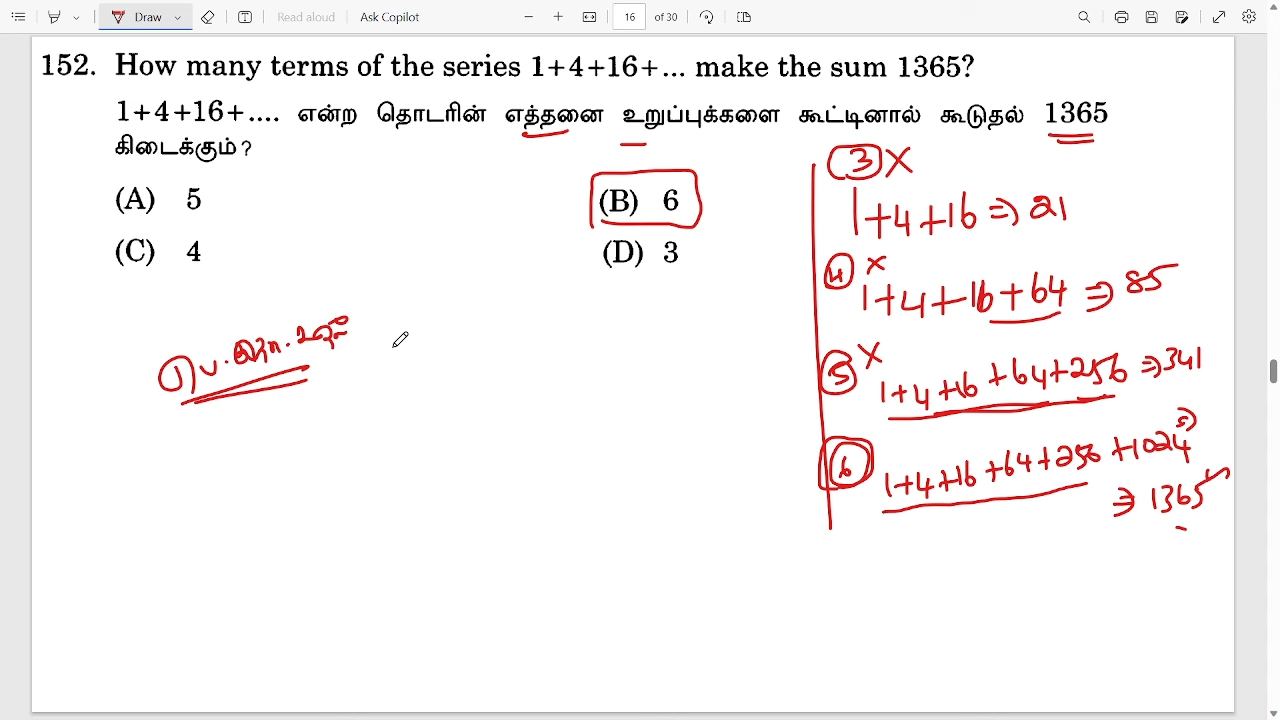 Draw
Read aloud
Ask Copilot
16 of 30
152. How many terms of the series 1+4+16+... make the sum 1365?
1+4+16+.... என்ற தொடரின் எத்தனை உறுப்புக்களை கூட்டினால் கூடுதல் 1365
கிடைக்கும்?
(A) 5
(B) 6
(C) 4
(D) 3
3 X
1+4+16 ⇒ 21
4 X
1+4+16+64 ⇒ 85
5 X
1+4+16+64+256 ⇒ 341
6
1+4+16+64+256+1024 ⇒
⇒ 1365